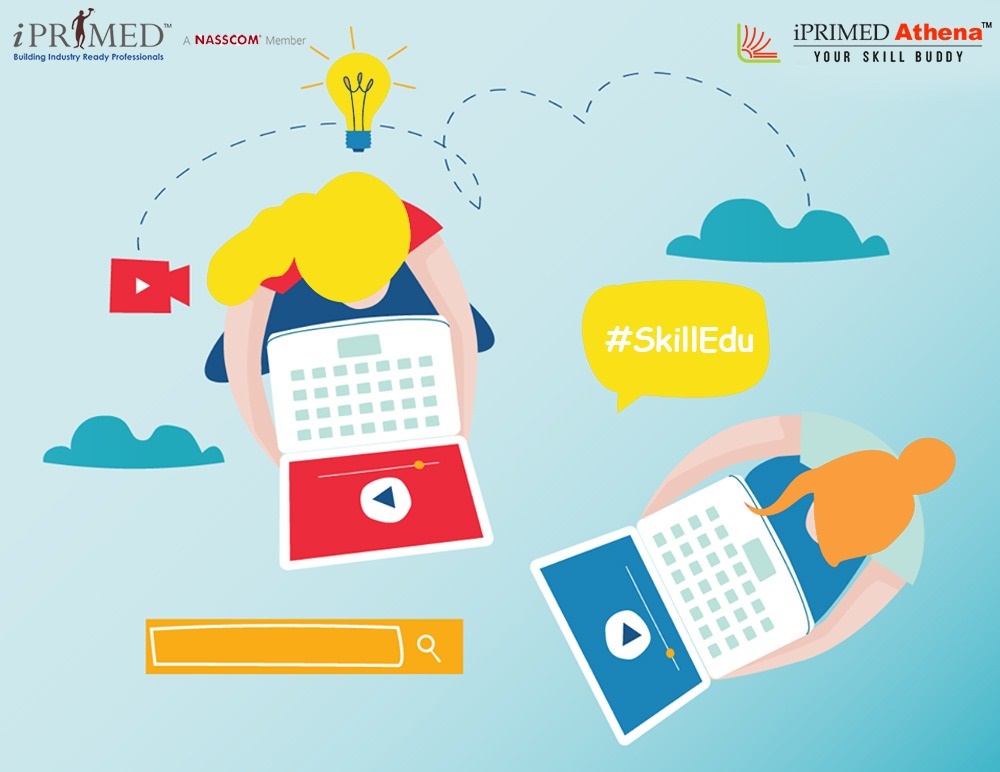 iPRIMED™
Building Industry Ready Professionals
A NASSCOM® Member
iPRIMED Athena™
YOUR SKILL BUDDY
#SkillEdu